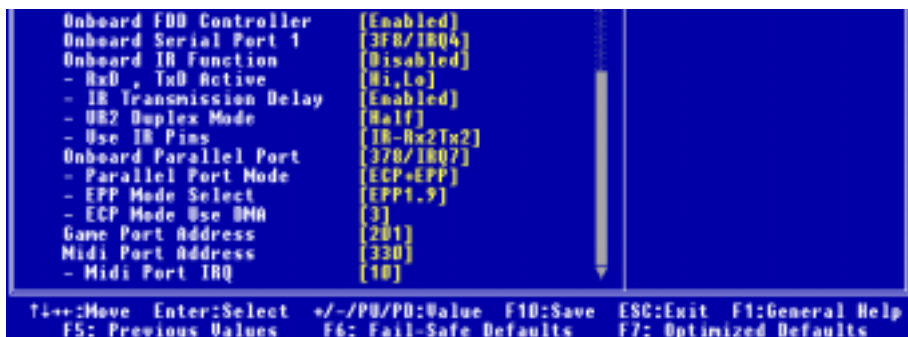 Onboard FDD Controller [Enabled]
Onboard Serial Port 1 [3F8/IRQ4]
Onboard IR Function [Disabled]
- RxD , TxD Active [Hi,Lo]
- IR Transmission Delay [Enabled]
- UR2 Duplex Mode [Half]
- Use IR Pins [IR-Rx2Tx2]
Onboard Parallel Port [378/IRQ7]
- Parallel Port Mode [ECP+EPP]
- EPP Mode Select [EPP1.9]
- ECP Mode Use DMA [3]
Game Port Address [201]
Midi Port Address [330]
- Midi Port IRQ [10]
↑↓→←:Move Enter:Select +/-/PU/PD:Value F10:Save ESC:Exit F1:General Help
F5: Previous Values F6: Fail-Safe Defaults F7: Optimized Defaults